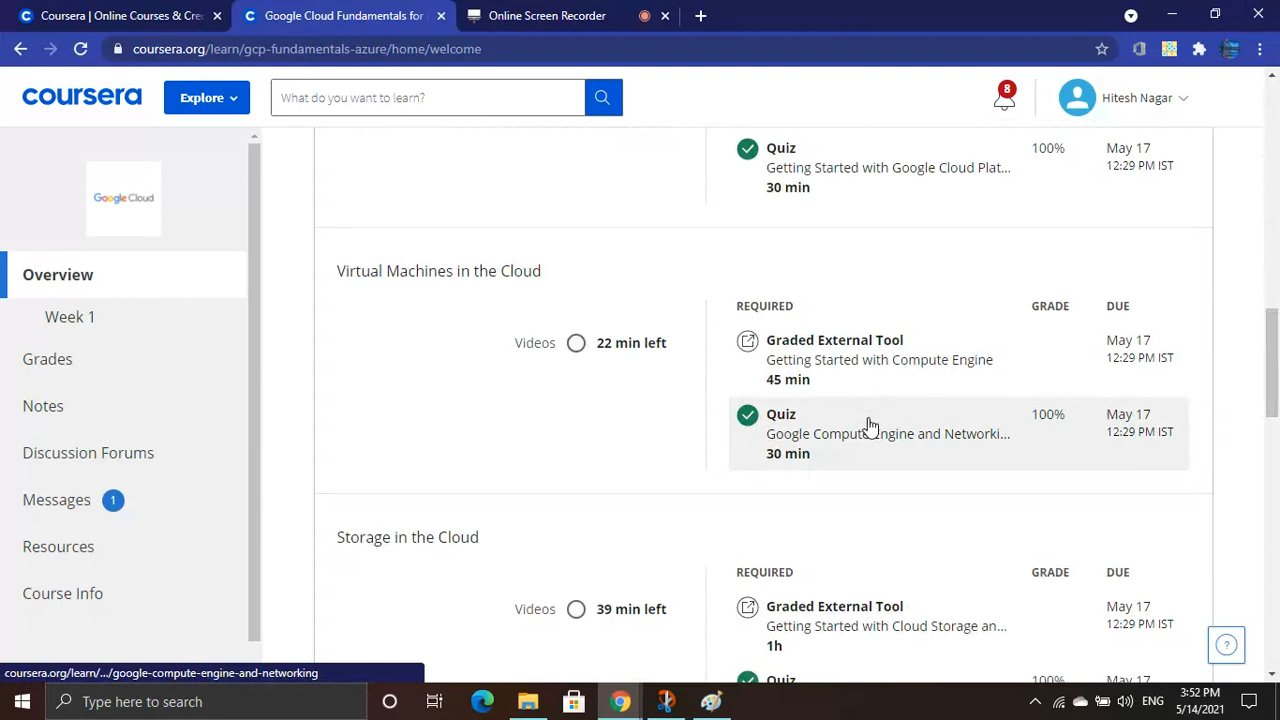 Coursera | Online Courses & Cre
Google Cloud Fundamentals for
Online Screen Recorder
coursera.org/learn/gcp-fundamentals-azure/home/welcome
coursera
Explore
What do you want to learn?
8
Hitesh Nagar
Google Cloud
Overview
Week 1
Grades
Notes
Discussion Forums
Messages 1
Resources
Course Info
Quiz 100% May 17
Getting Started with Google Cloud Plat... 12:29 PM IST
30 min
Virtual Machines in the Cloud
REQUIRED GRADE DUE
Videos 22 min left
Graded External Tool May 17
Getting Started with Compute Engine 12:29 PM IST
45 min
Quiz 100% May 17
Google Compute Engine and Networki... 12:29 PM IST
30 min
Storage in the Cloud
REQUIRED GRADE DUE
Videos 39 min left
Graded External Tool May 17
Getting Started with Cloud Storage an... 12:29 PM IST
1h
Quiz
coursera.org/learn/.../google-compute-engine-and-networking
Type here to search
ENG
3:52 PM
5/14/2021